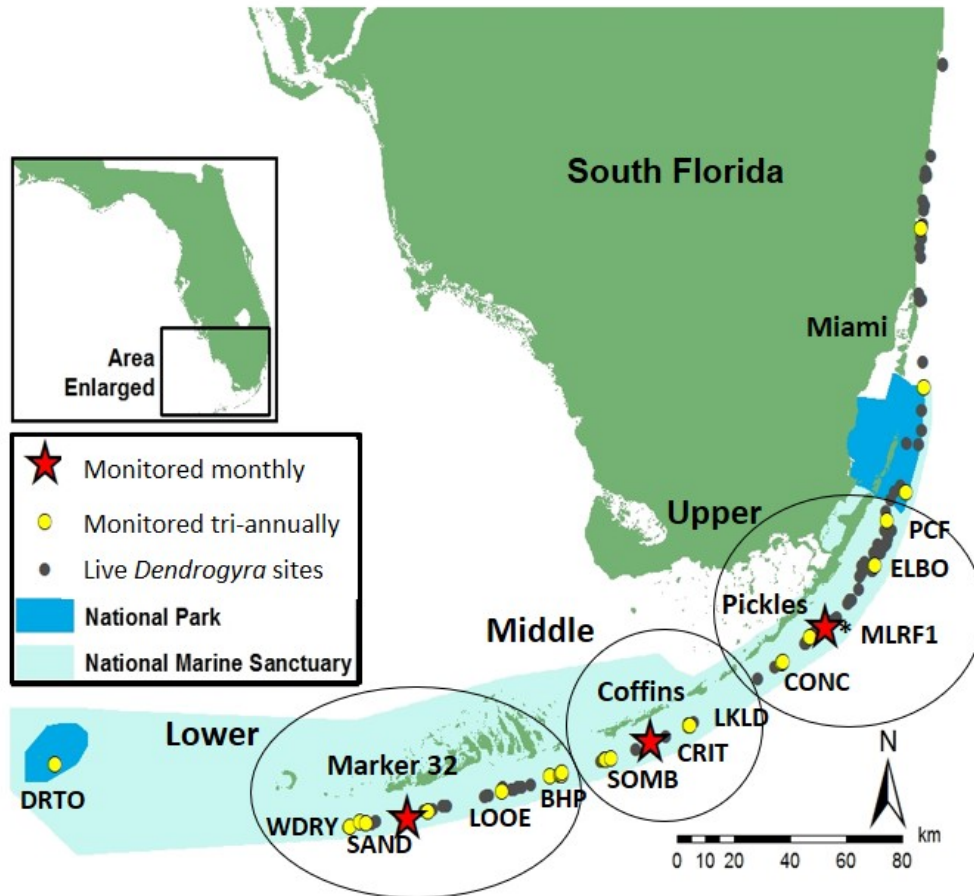 South Florida
Miami
Area
Enlarged
Monitored monthly
Monitored tri-annually
Live Dendrogyra sites
National Park
National Marine Sanctuary
Upper
PCF
ELBO
Pickles
* MLRF1
CONC
Middle
Coffins
LKLD
CRIT
SOMB
Lower
Marker 32
BHP
LOOE
SAND
WDRY
DRTO
N
km
0 10 20 40 60 80